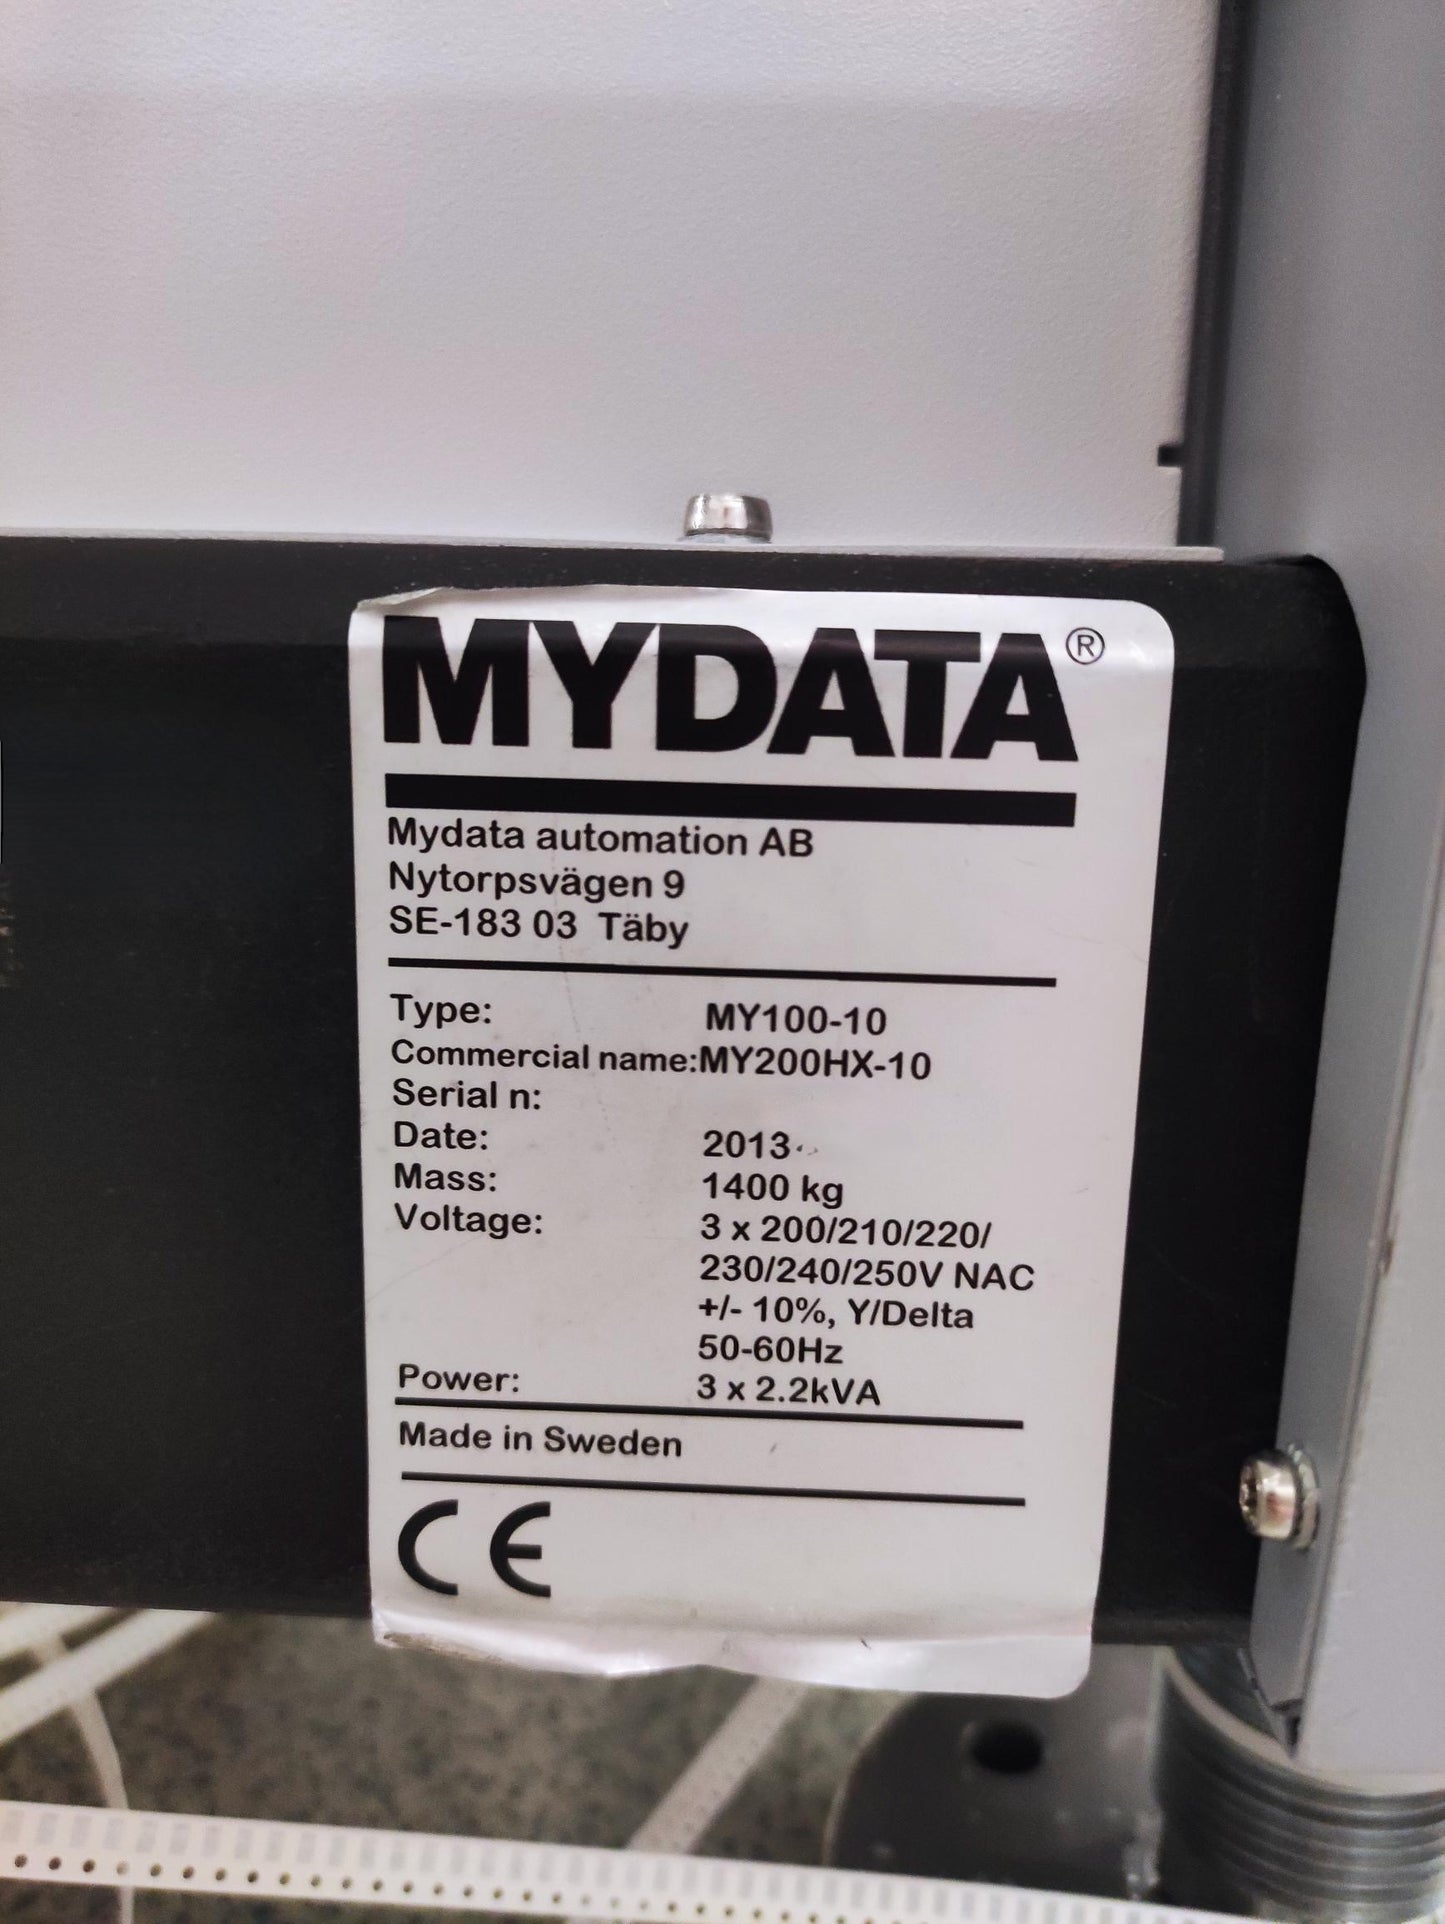 MYDATA®
Mydata automation AB
Nytorpsvägen 9
SE-183 03 Täby
Type: MY100-10
Commercial name:MY200HX-10
Serial n:
Date: 2013
Mass: 1400 kg
Voltage: 3 x 200/210/220/
230/240/250V NAC
+/- 10%, Y/Delta
50-60Hz
Power: 3 x 2.2kVA
Made in Sweden
CE